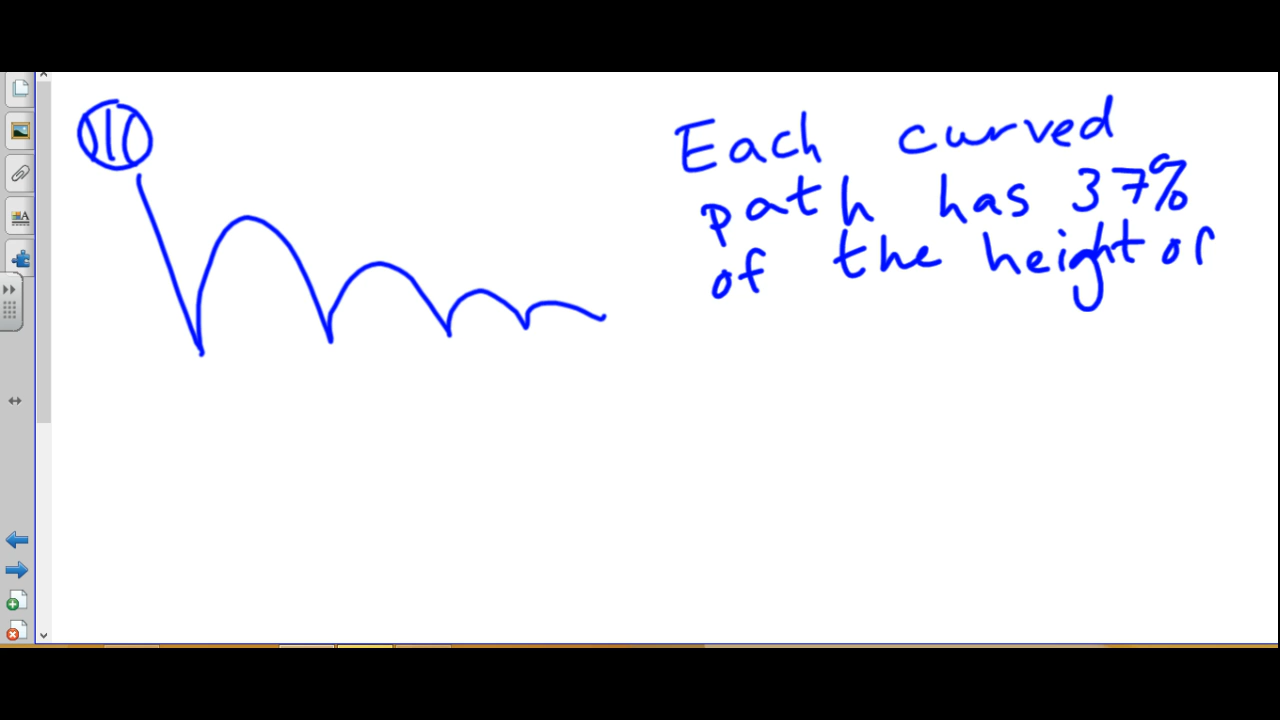 Each curved
path has 37%
of the height of